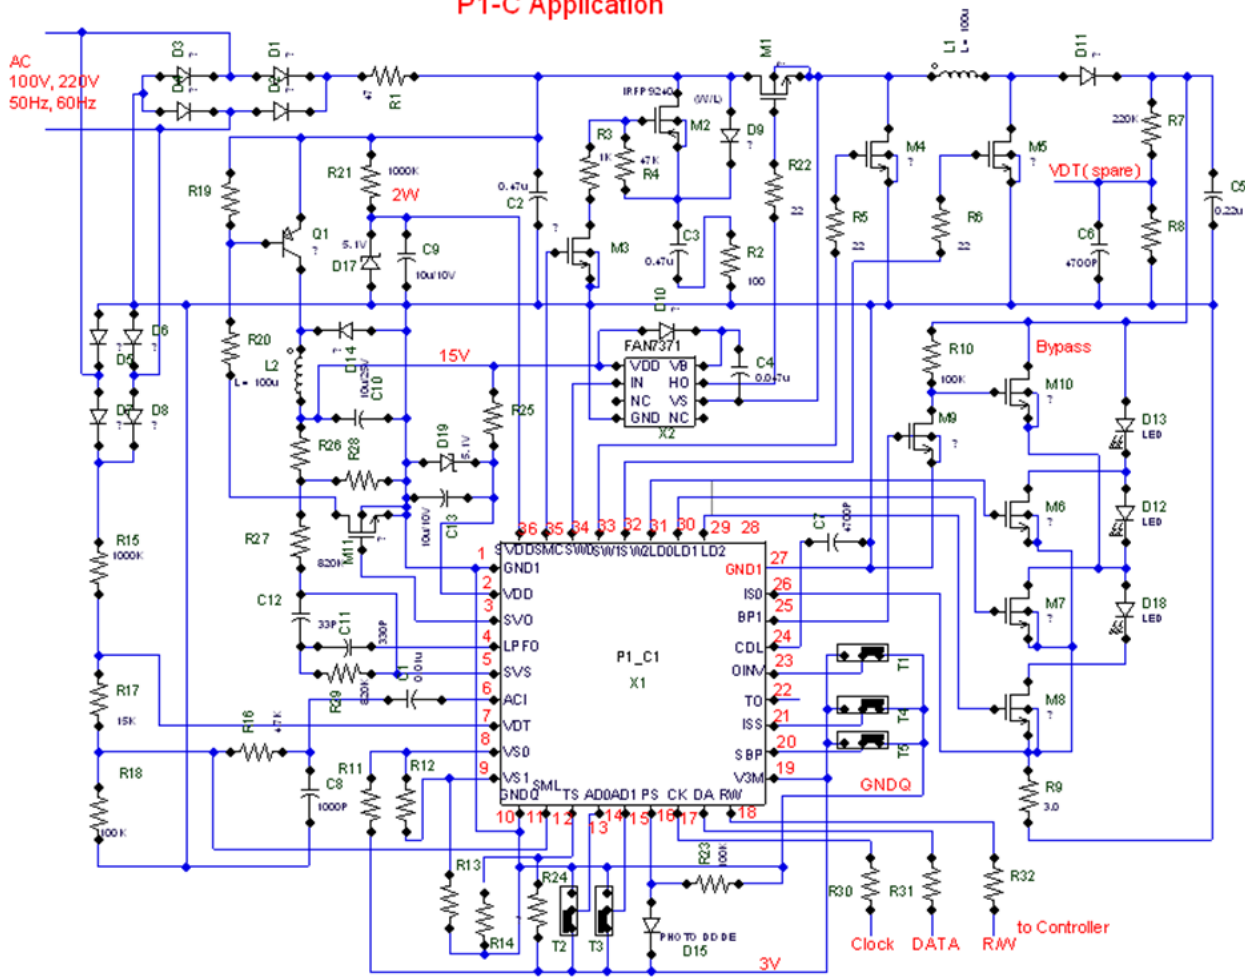 P1-C Application
AC
100V, 220V
50Hz, 60Hz
D3
?
D1
?
R1
47
M1
?
L1
L= 100u
D11
?
IRFP9240
(W/L)
M2
D9
?
R3
1K
R4
47K
R22
22
M4
?
M5
?
220K
R7
VDT( spare)
R19
R21
1000K
2W
0.47u
C2
?
Q1
?
5.1V
D17
C9
10u/10V
M3
C3
0.47u
R2
100
R5
22
R6
22
C6
4700P
R8
C5
0.22u
D6
?
D5
R20
L2
L= 100u
D14
?
10u/25V
C10
15V
D10
FAN7371
VDD VB
IN HO
NC VS
GND NC
X2
C4
0.047u
R10
100K
Bypass
M10
?
D7
?
D8
R26
R28
D19
5.1V
R25
M9
?
D13
LED
R15
1000K
R27
M11
?
820K
10u/10V
C13
C7
4700P
M6
?
D12
LED
36 35 34 33 32 31 30 29 28
SVDD SMC SW0 SW1 SW2 LD0 LD1 LD2
1 GND1
2 VDD
3 SVO
4 LPFO
5 SVS
6 ACI
7 VDT
8 VS0
9 VS1
GND1 27
IS0 26
BP1 25
CDL 24
OINV 23
TO 22
ISS 21
SBP 20
V3M 19
P1_C1
X1
C12
33P
C11
330P
R29
820K
C1
0.01u
M7
?
D18
LED
T1
T4
T5
GNDQ
M8
?
R17
15K
R16
47K
R18
100K
C8
1000P
R11
R12
GNDQ SML TS AD0 AD1 PS CK DA RW
10 11 12 13 14 15 16 17 18
R9
3.0
R13
R14
R24
T2
T3
R23
100K
PHOTO DIODE
D15
3V
R30
R31
R32
to Controller
Clock DATA R/W